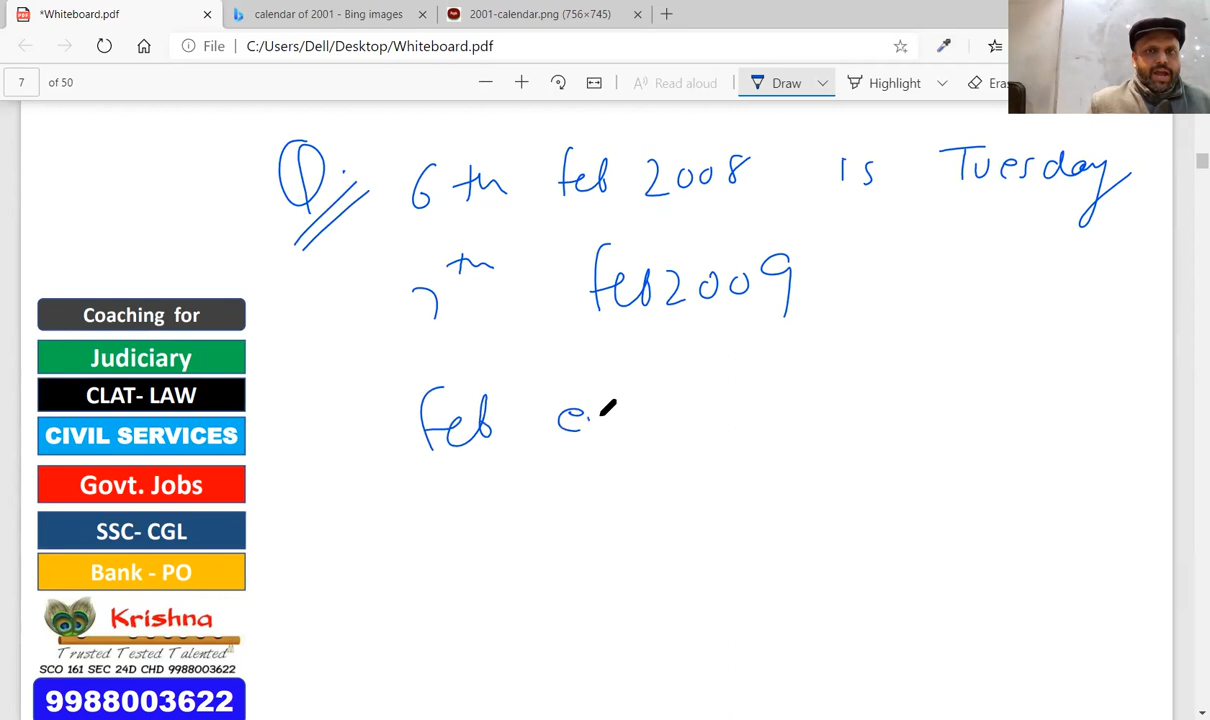 *Whiteboard.pdf
calendar of 2001 - Bing images
2001-calendar.png (756×745)
File
C:/Users/Dell/Desktop/Whiteboard.pdf
7 of 50
Read aloud
Draw
Highlight
Eras
Q. 6th feb 2008 is Tuesday
7th feb 2009
Feb
Coaching for
Judiciary
CLAT- LAW
CIVIL SERVICES
Govt. Jobs
SSC- CGL
Bank - PO
Krishna
Trusted Tested Talented
SCO 161 SEC 24D CHD 9988003622
9988003622